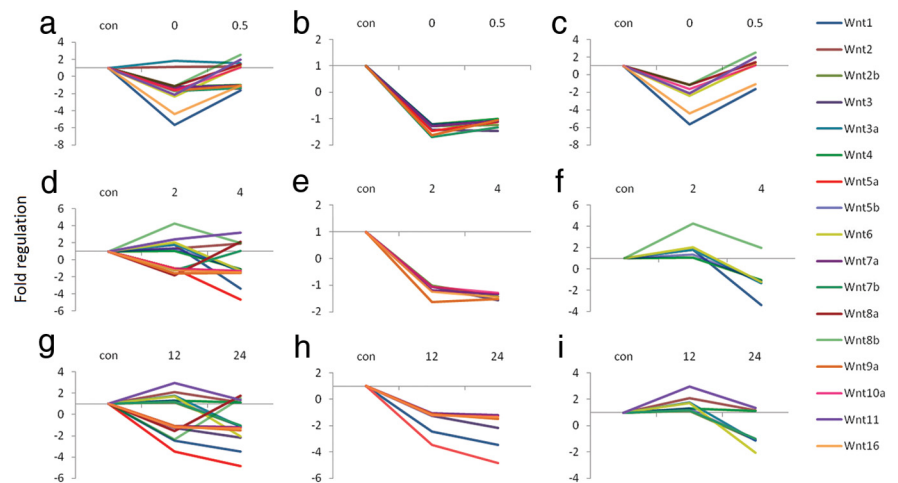 a con 0 0.5
4
2
0
-2
-4
-6
-8
b con 0 0.5
2
1
0
-1
-2
c con 0 0.5
4
2
0
-2
-4
-6
-8
Fold regulation
d con 2 4
6
4
2
0
-2
-4
-6
e con 2 4
2
1
0
-1
-2
f con 2 4
6
4
2
0
-2
-4
g con 12 24
4
2
0
-2
-4
-6
h con 12 24
2
0
-2
-4
-6
i con 12 24
4
2
0
-2
-4
Wnt1
Wnt2
Wnt2b
Wnt3
Wnt3a
Wnt4
Wnt5a
Wnt5b
Wnt6
Wnt7a
Wnt7b
Wnt8a
Wnt8b
Wnt9a
Wnt10a
Wnt11
Wnt16